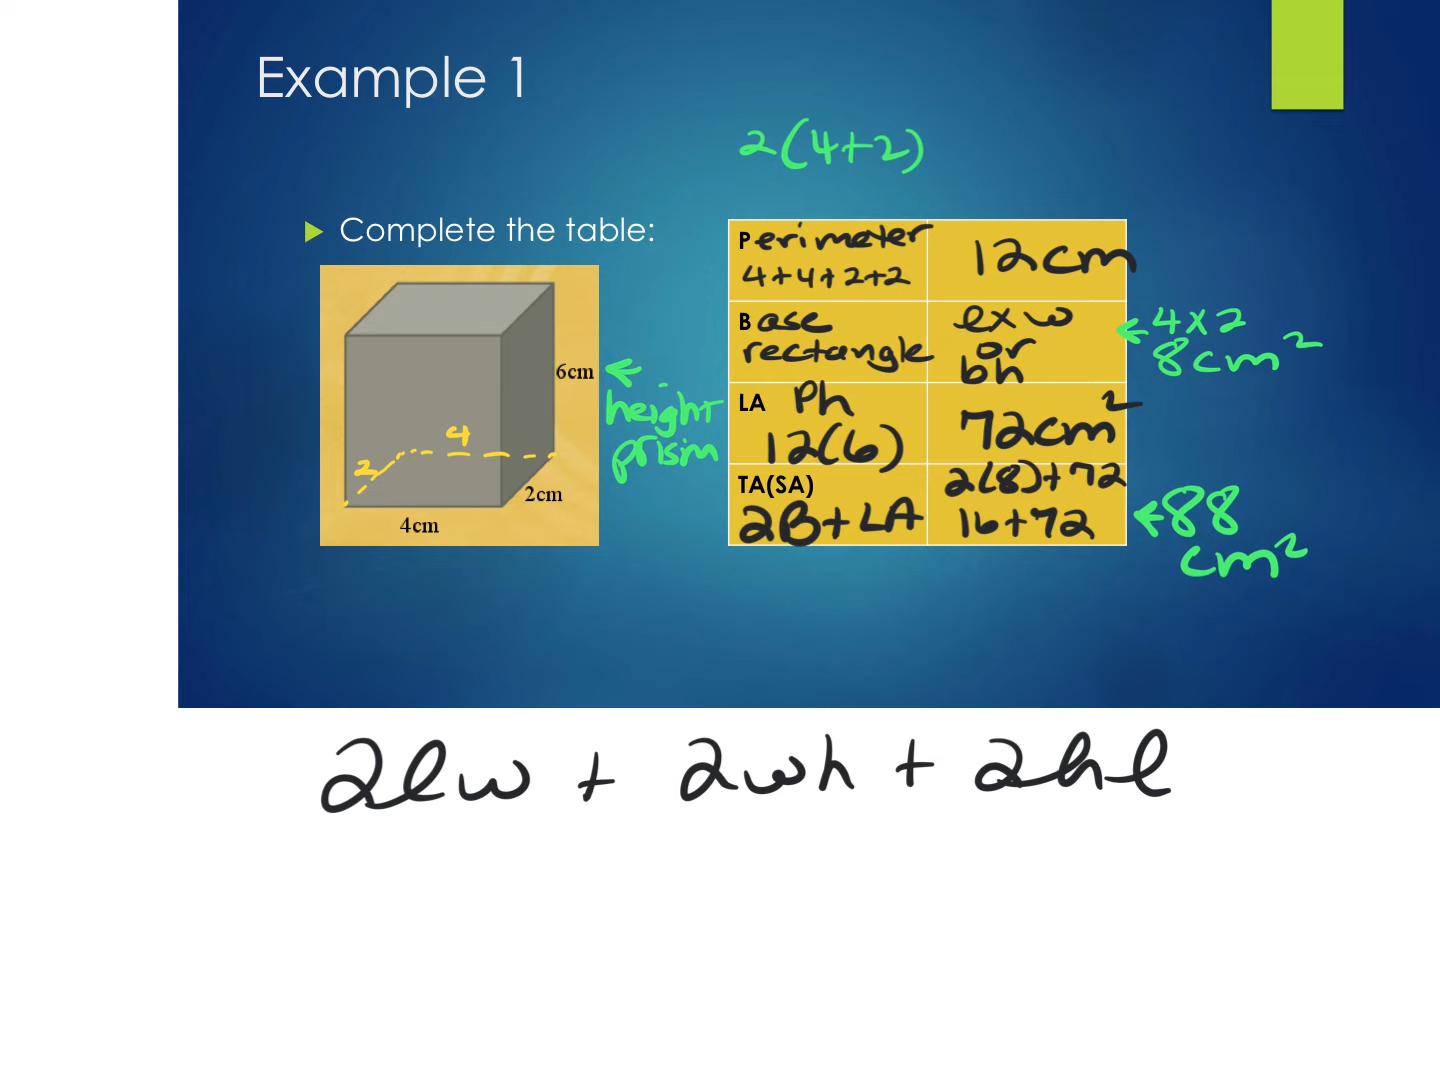 Example 1
2(4+2)
Complete the table:
6cm
← height
prism
4
2
2cm
4cm
Perimeter
4+4+2+2
12cm
Base
rectangle
lxw
or
bh
←4x2
8cm²
LA Ph
12(6)
72cm²
TA(SA)
2B+LA
2(8)+72
16+72
←88
cm²
2lw + 2wh + 2hl